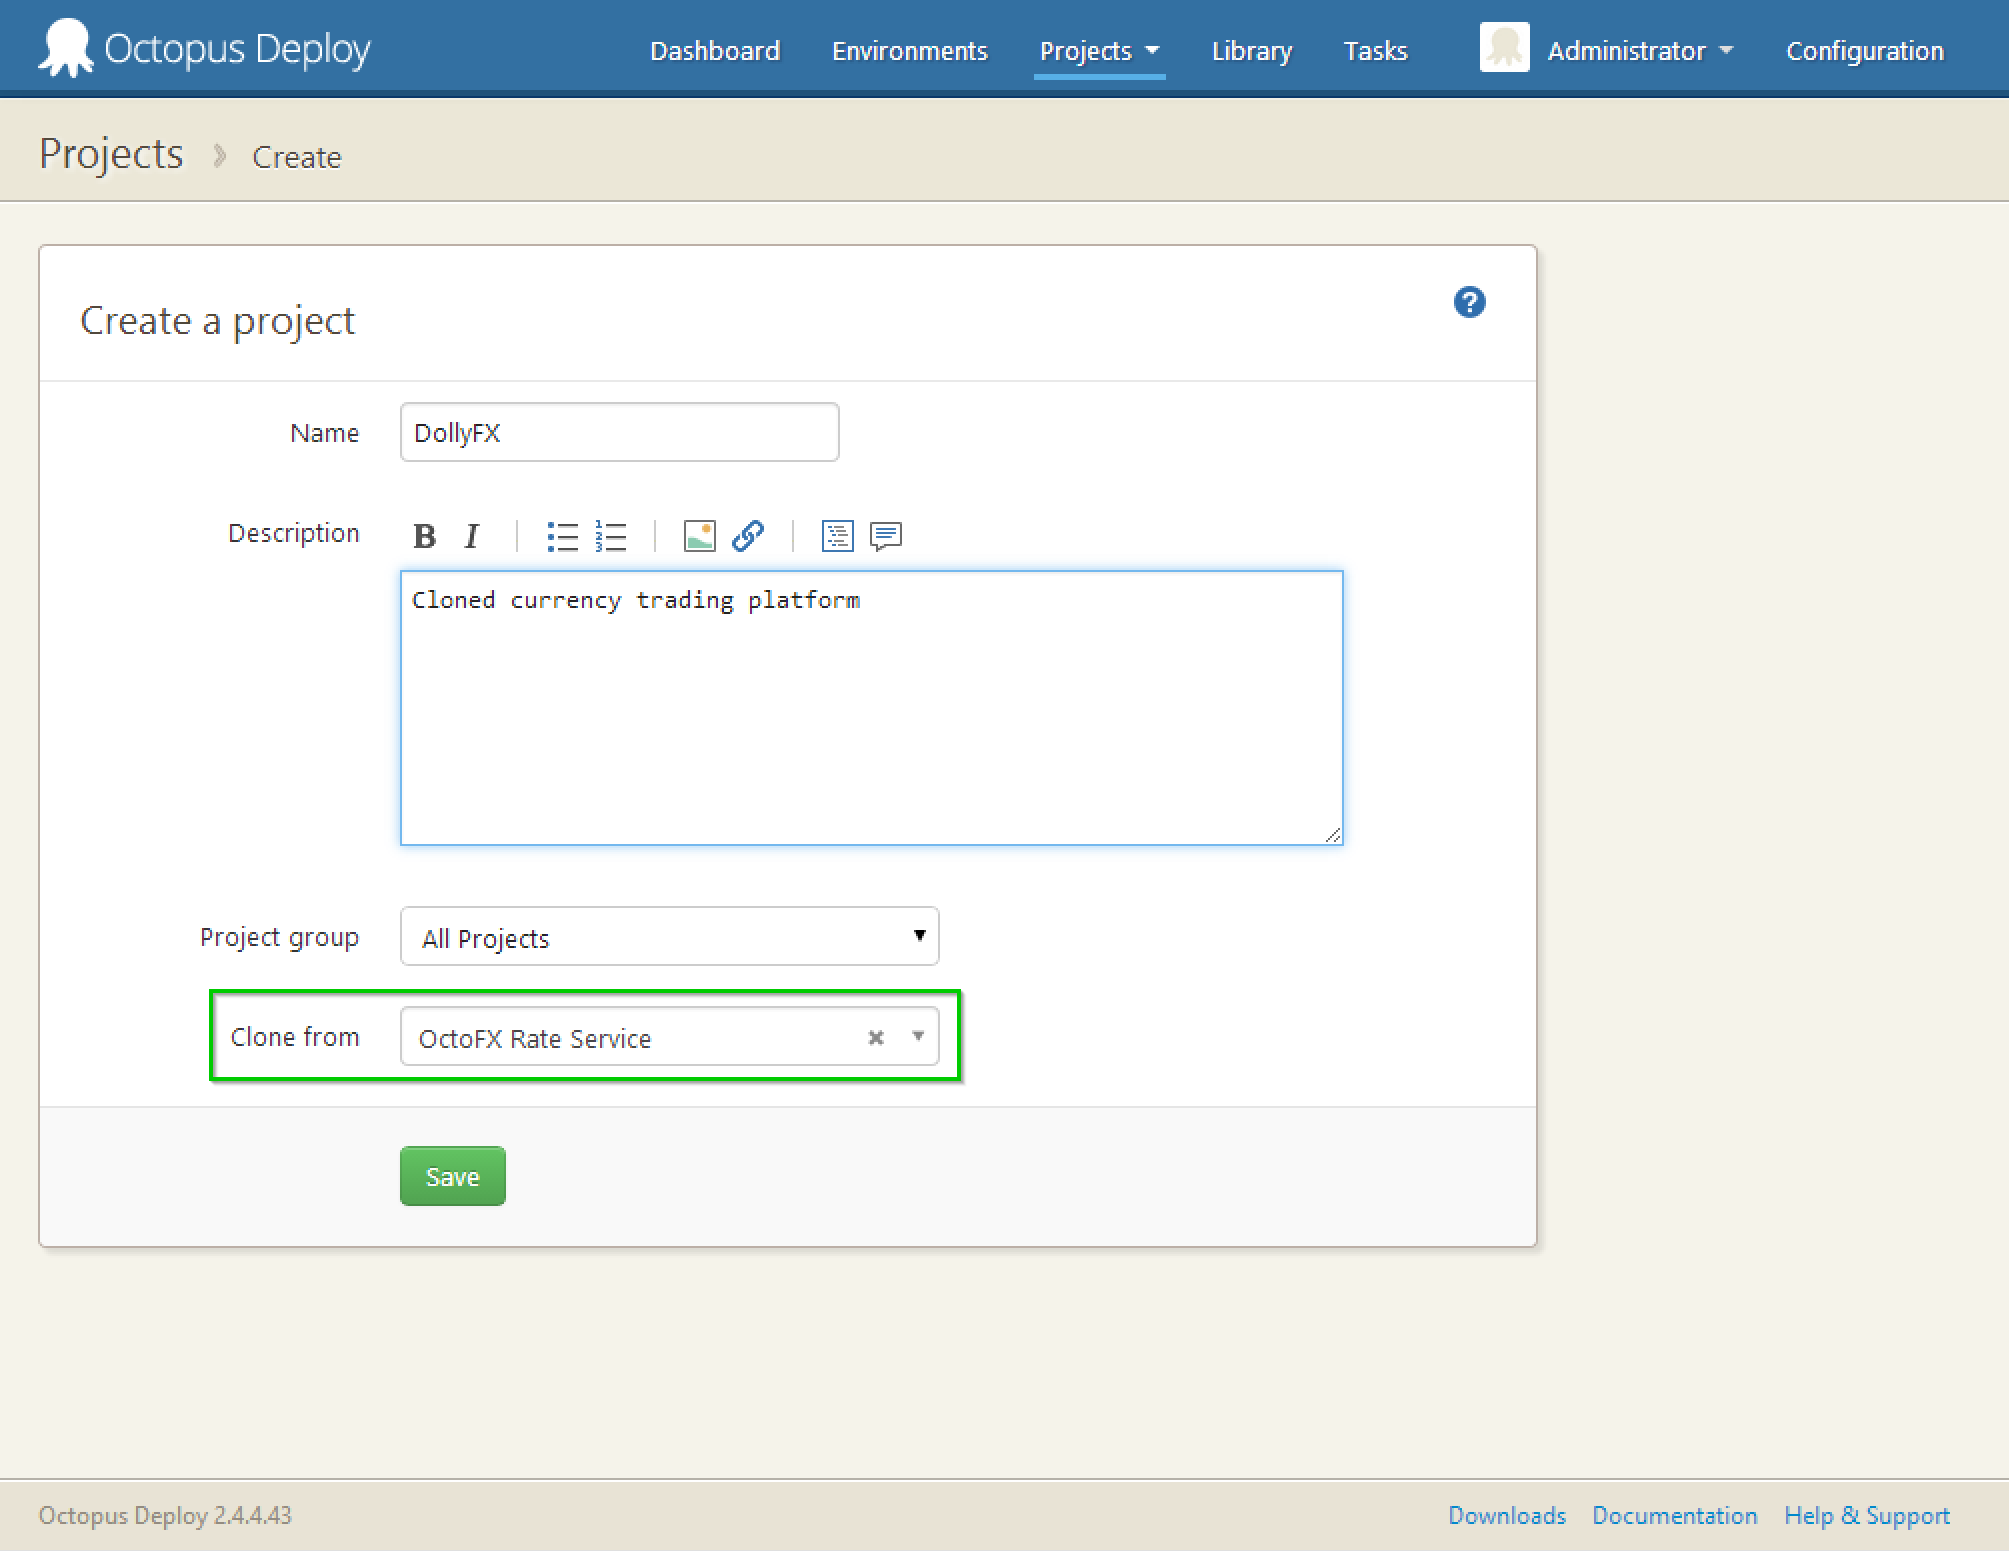 Octopus Deploy Dashboard Environments Projects Library Tasks Administrator Configuration
Projects Create
Create a project
?
Name DollyFX
Description B I
Cloned currency trading platform
Project group All Projects
Clone from OctoFX Rate Service
Save
Octopus Deploy 2.4.4.43 Downloads Documentation Help & Support